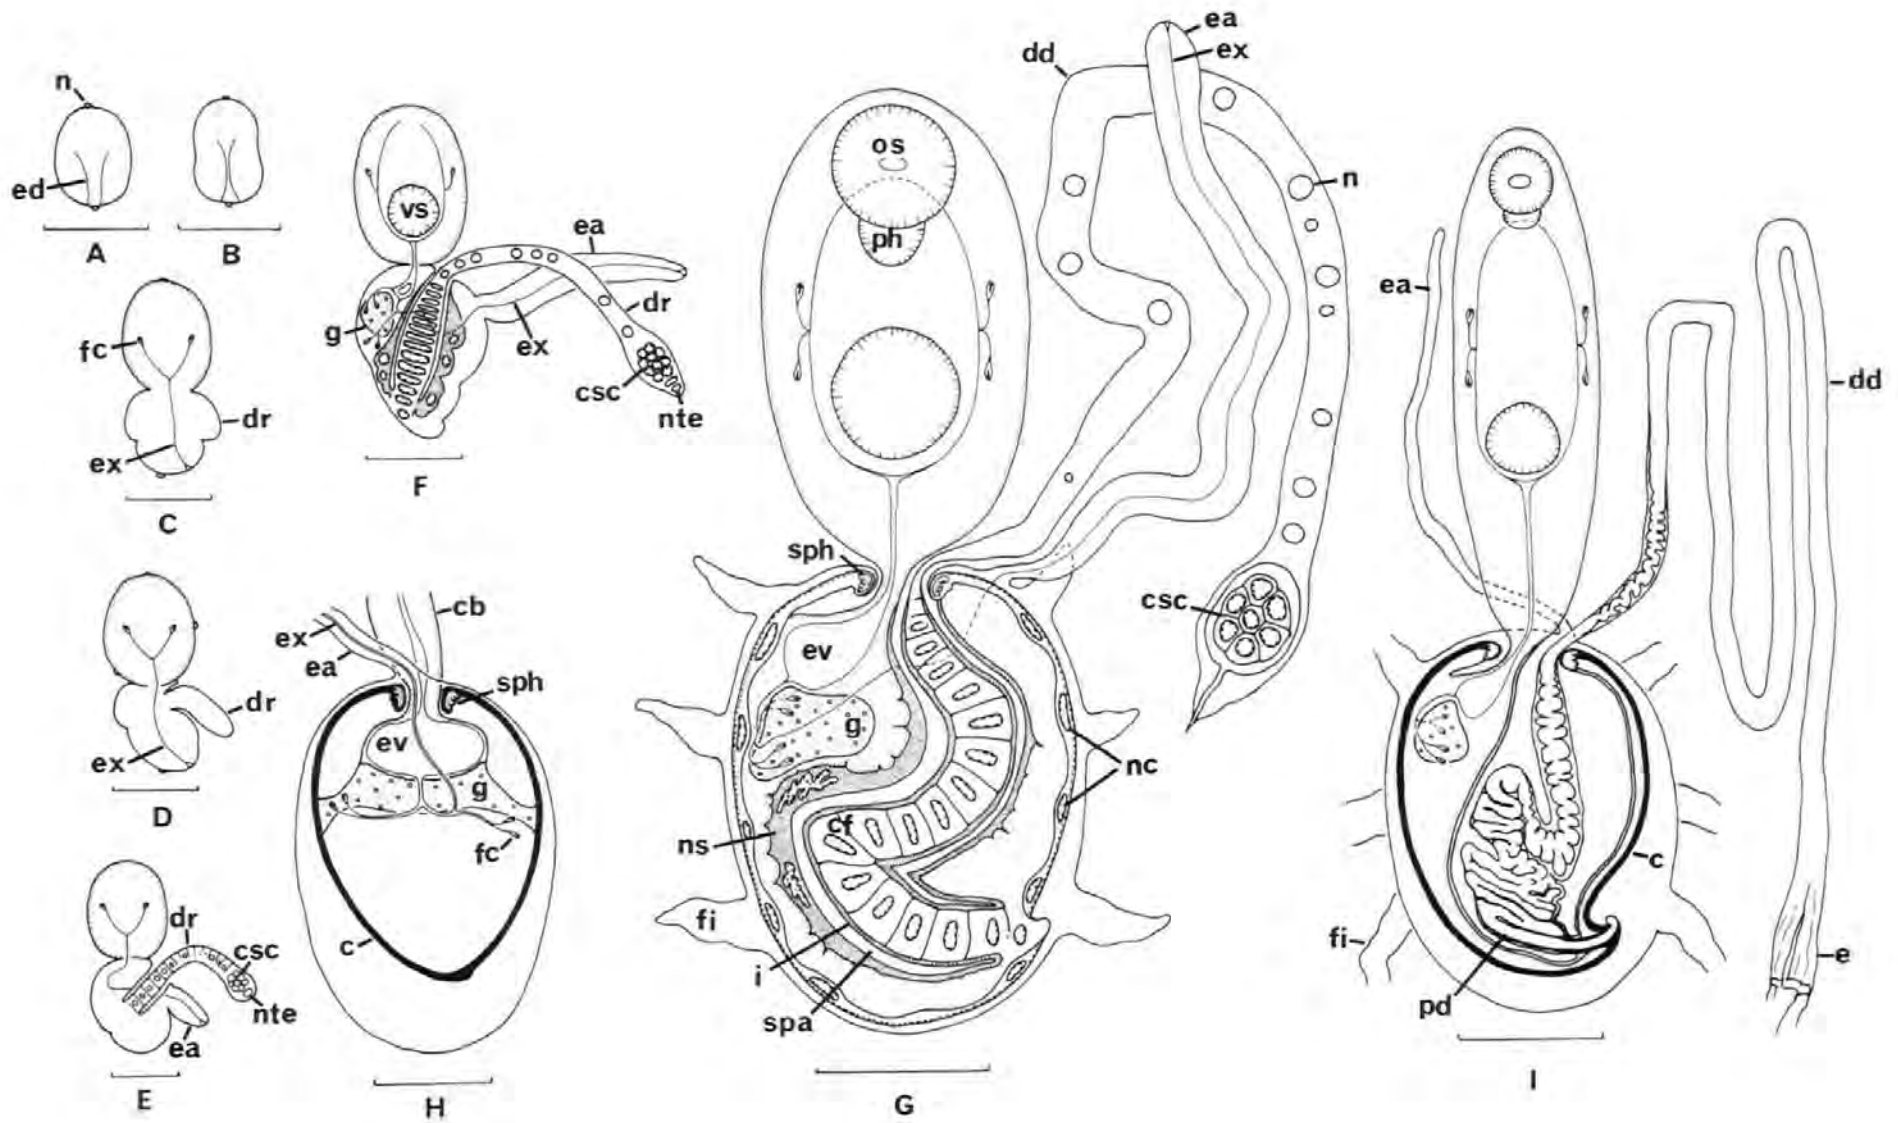 n
ed
A
B
fc
dr
ex
C
dr
ex
D
dr
csc
nte
ea
E
vs
ea
g
dr
ex
csc
nte
F
cb
ex
ea
sph
ev
g
fc
c
H
ea
dd
ex
os
n
ph
sph
csc
ev
g
nc
cf
ns
fi
i
spa
G
ea
dd
c
fi
e
pd
I